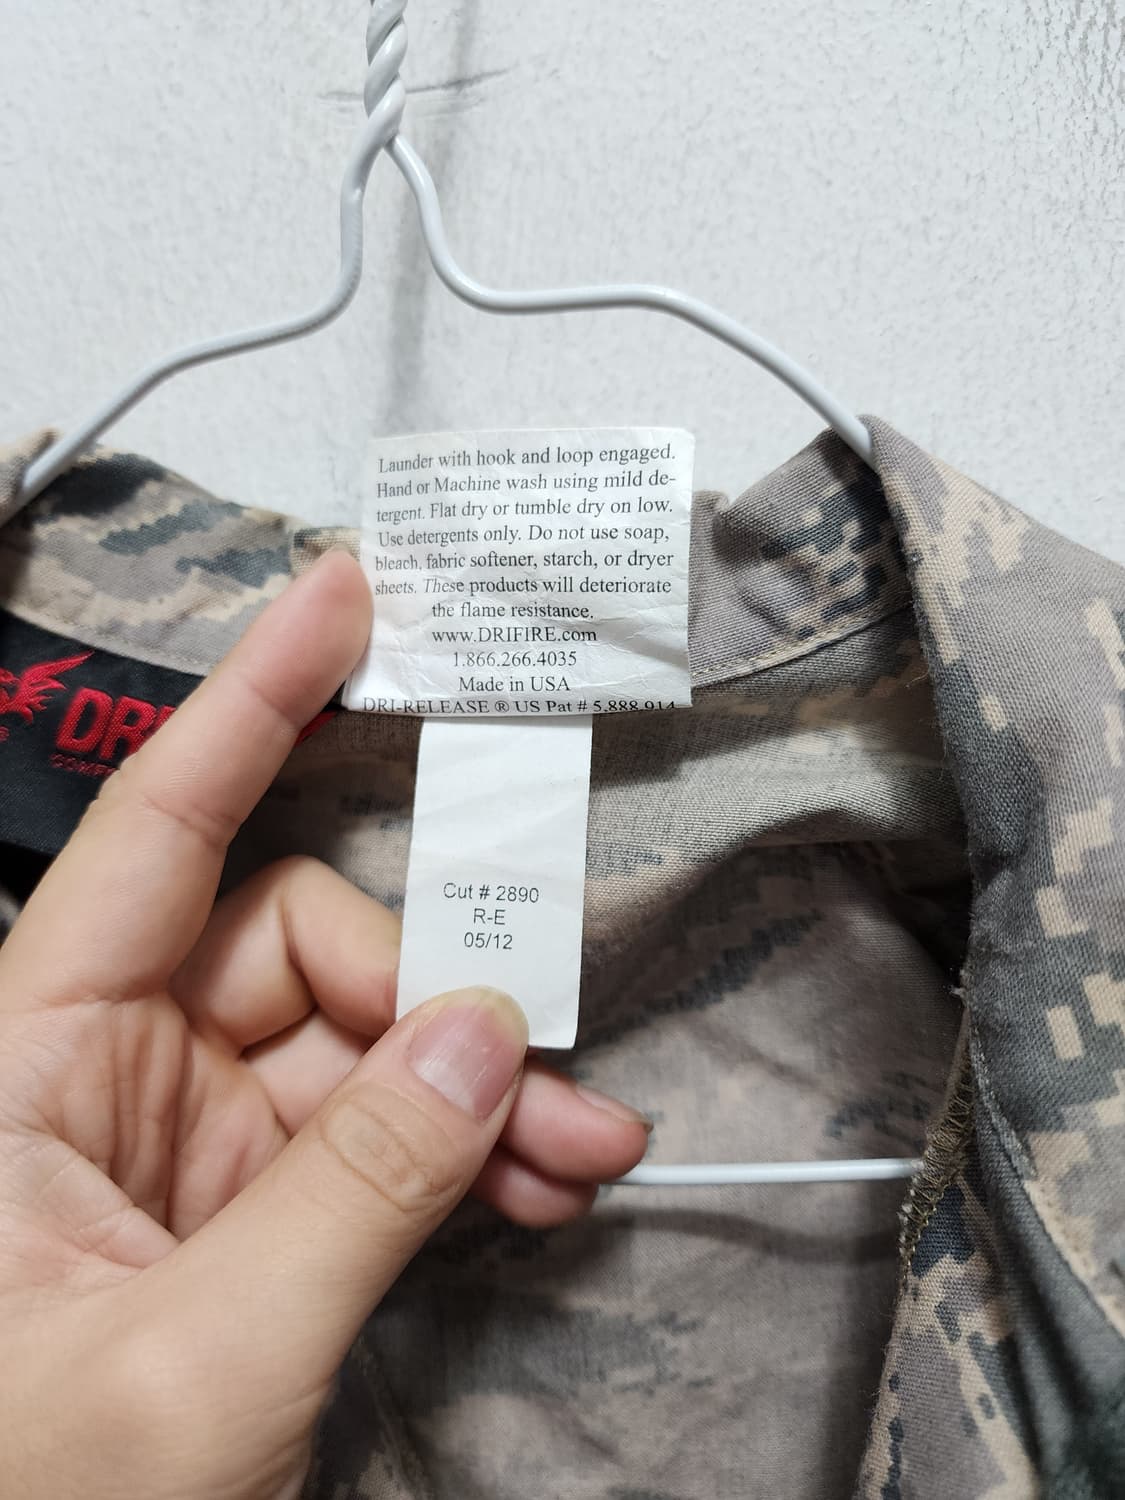 Launder with hook and loop engaged.
Hand or Machine wash using mild de-
tergent. Flat dry or tumble dry on low.
Use detergents only. Do not use soap,
bleach, fabric softener, starch, or dryer
sheets. These products will deteriorate
the flame resistance.
www.DRIFIRE.com
1.866.266.4035
Made in USA
DRI-RELEASE ® US Pat # 5,888,914
DRI
Cut # 2890
R-E
05/12